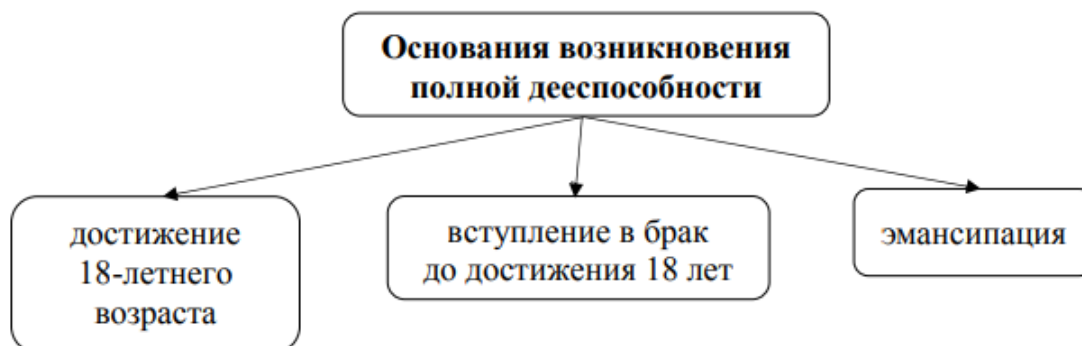 Основания возникновения
полной дееспособности
достижение
18-летнего
возраста
вступление в брак
до достижения 18 лет
эмансипация